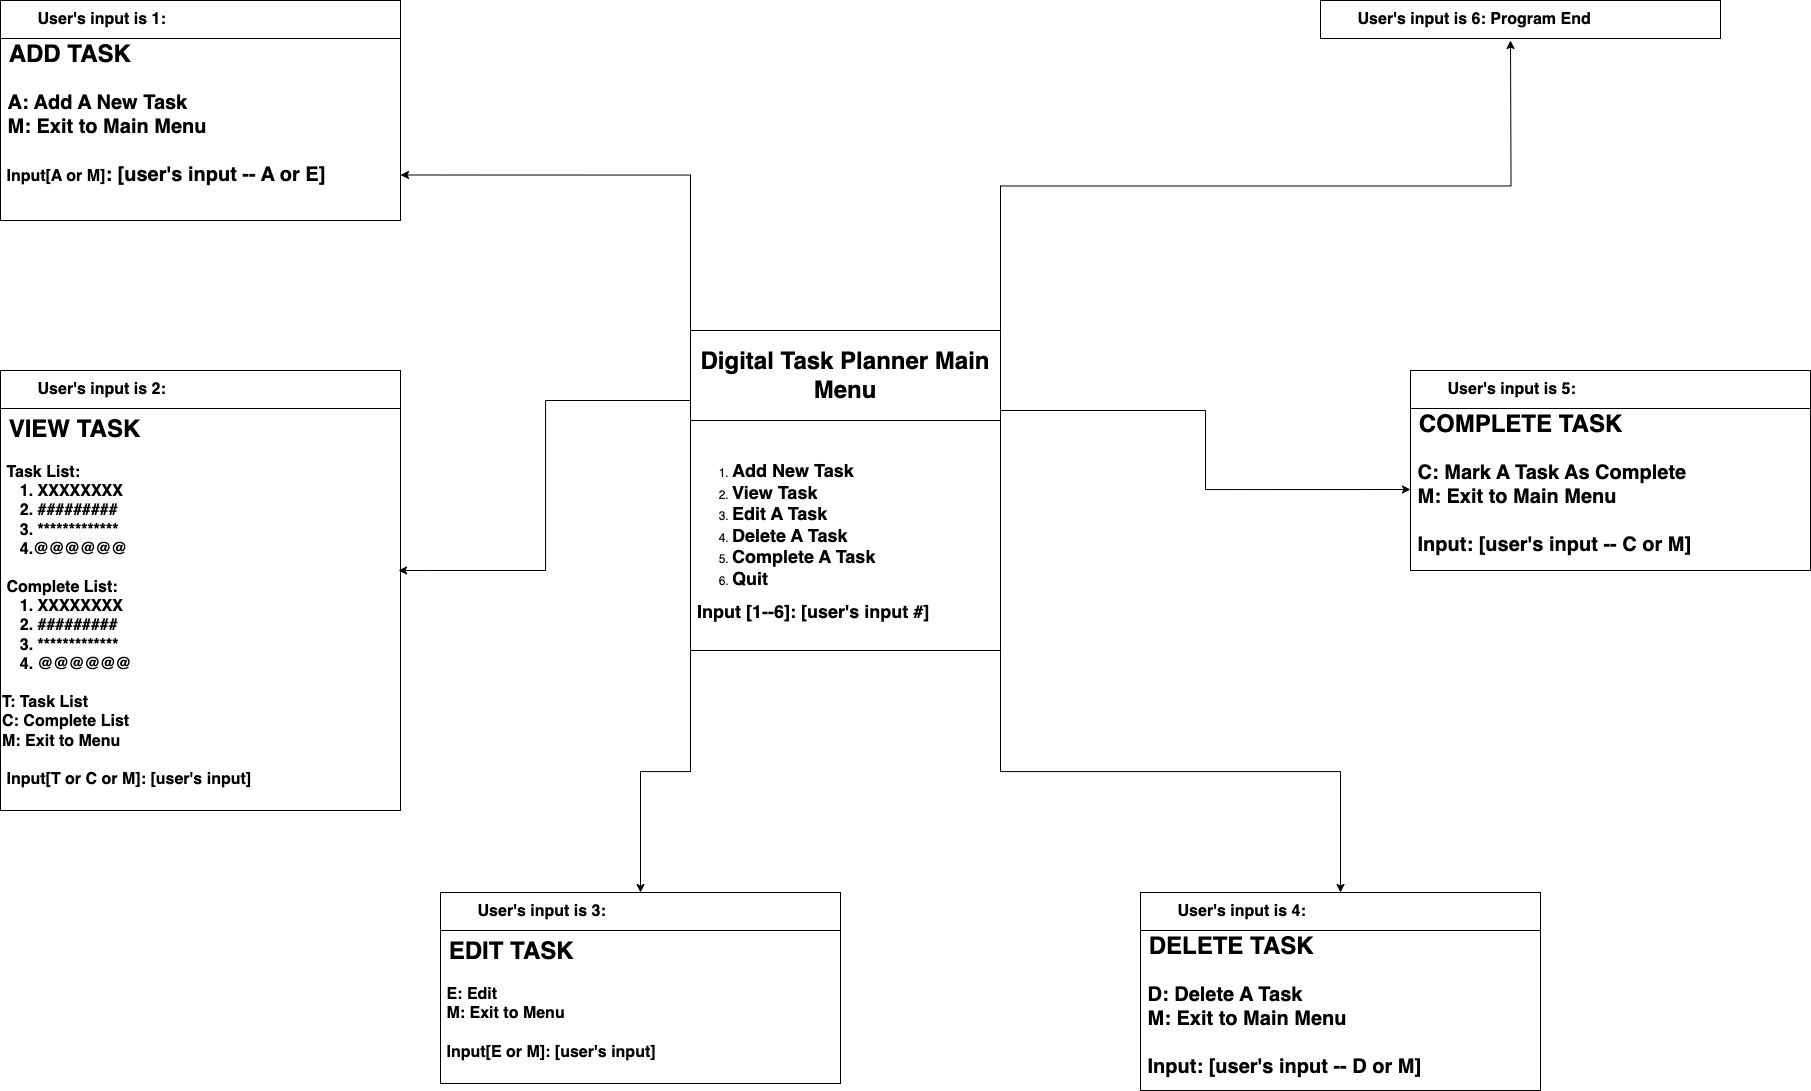 User's input is 1:
ADD TASK
A: Add A New Task
M: Exit to Main Menu
Input[A or M]: [user's input -- A or E]
User's input is 6: Program End
Digital Task Planner Main
Menu
1. Add New Task
2. View Task
3. Edit A Task
4. Delete A Task
5. Complete A Task
6. Quit
Input [1--6]: [user's input #]
User's input is 2:
VIEW TASK
Task List:
1. XXXXXXXX
2. #########
3. *************
4.@@@@@@
Complete List:
1. XXXXXXXX
2. #########
3. *************
4. @@@@@@
T: Task List
C: Complete List
M: Exit to Menu
Input[T or C or M]: [user's input]
User's input is 5:
COMPLETE TASK
C: Mark A Task As Complete
M: Exit to Main Menu
Input: [user's input -- C or M]
User's input is 3:
EDIT TASK
E: Edit
M: Exit to Menu
Input[E or M]: [user's input]
User's input is 4:
DELETE TASK
D: Delete A Task
M: Exit to Main Menu
Input: [user's input -- D or M]